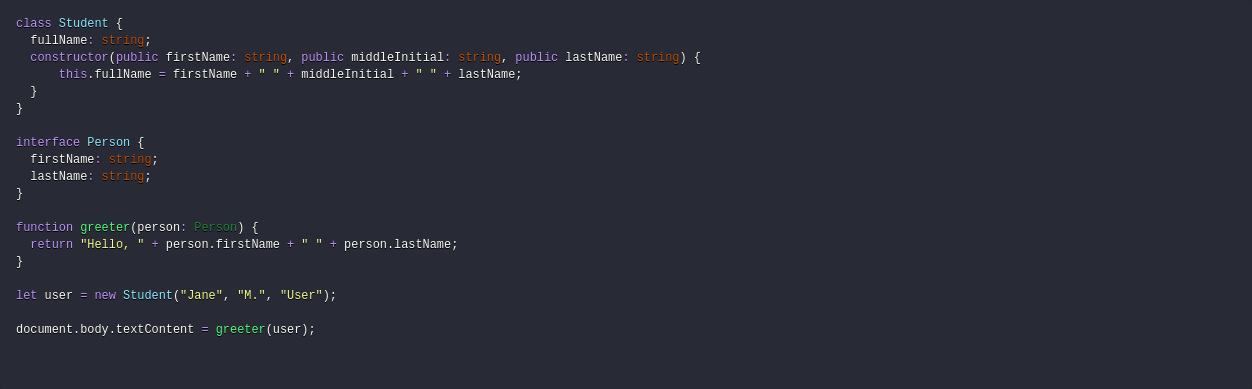 class Student {
  fullName: string;
  constructor(public firstName: string, public middleInitial: string, public lastName: string) {
      this.fullName = firstName + " " + middleInitial + " " + lastName;
  }
}

interface Person {
  firstName: string;
  lastName: string;
}

function greeter(person: Person) {
  return "Hello, " + person.firstName + " " + person.lastName;
}

let user = new Student("Jane", "M.", "User");

document.body.textContent = greeter(user);